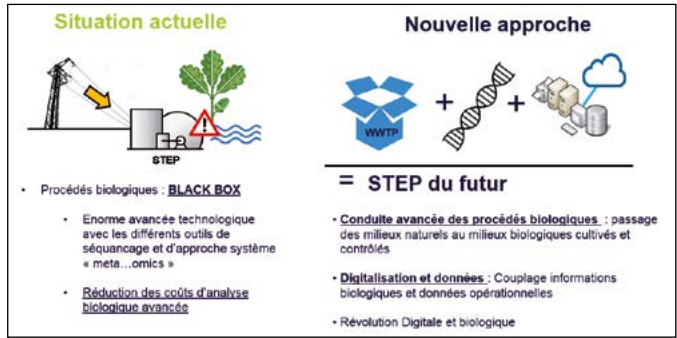 Situation actuelle
STEP
• Procédés biologiques : BLACK BOX
• Enorme avancée technologique
avec les différents outils de
séquancage et d'approche système
« meta…omics »
• Réduction des coûts d'analyse
biologique avancée
Nouvelle approche
WWTP
+
+
= STEP du futur
• Conduite avancée des procédés biologiques : passage
des milieux naturels au milieux biologiques cultivés et
contrôlés
• Digitalisation et données : Couplage informations
biologiques et données opérationnelles
• Révolution Digitale et biologique